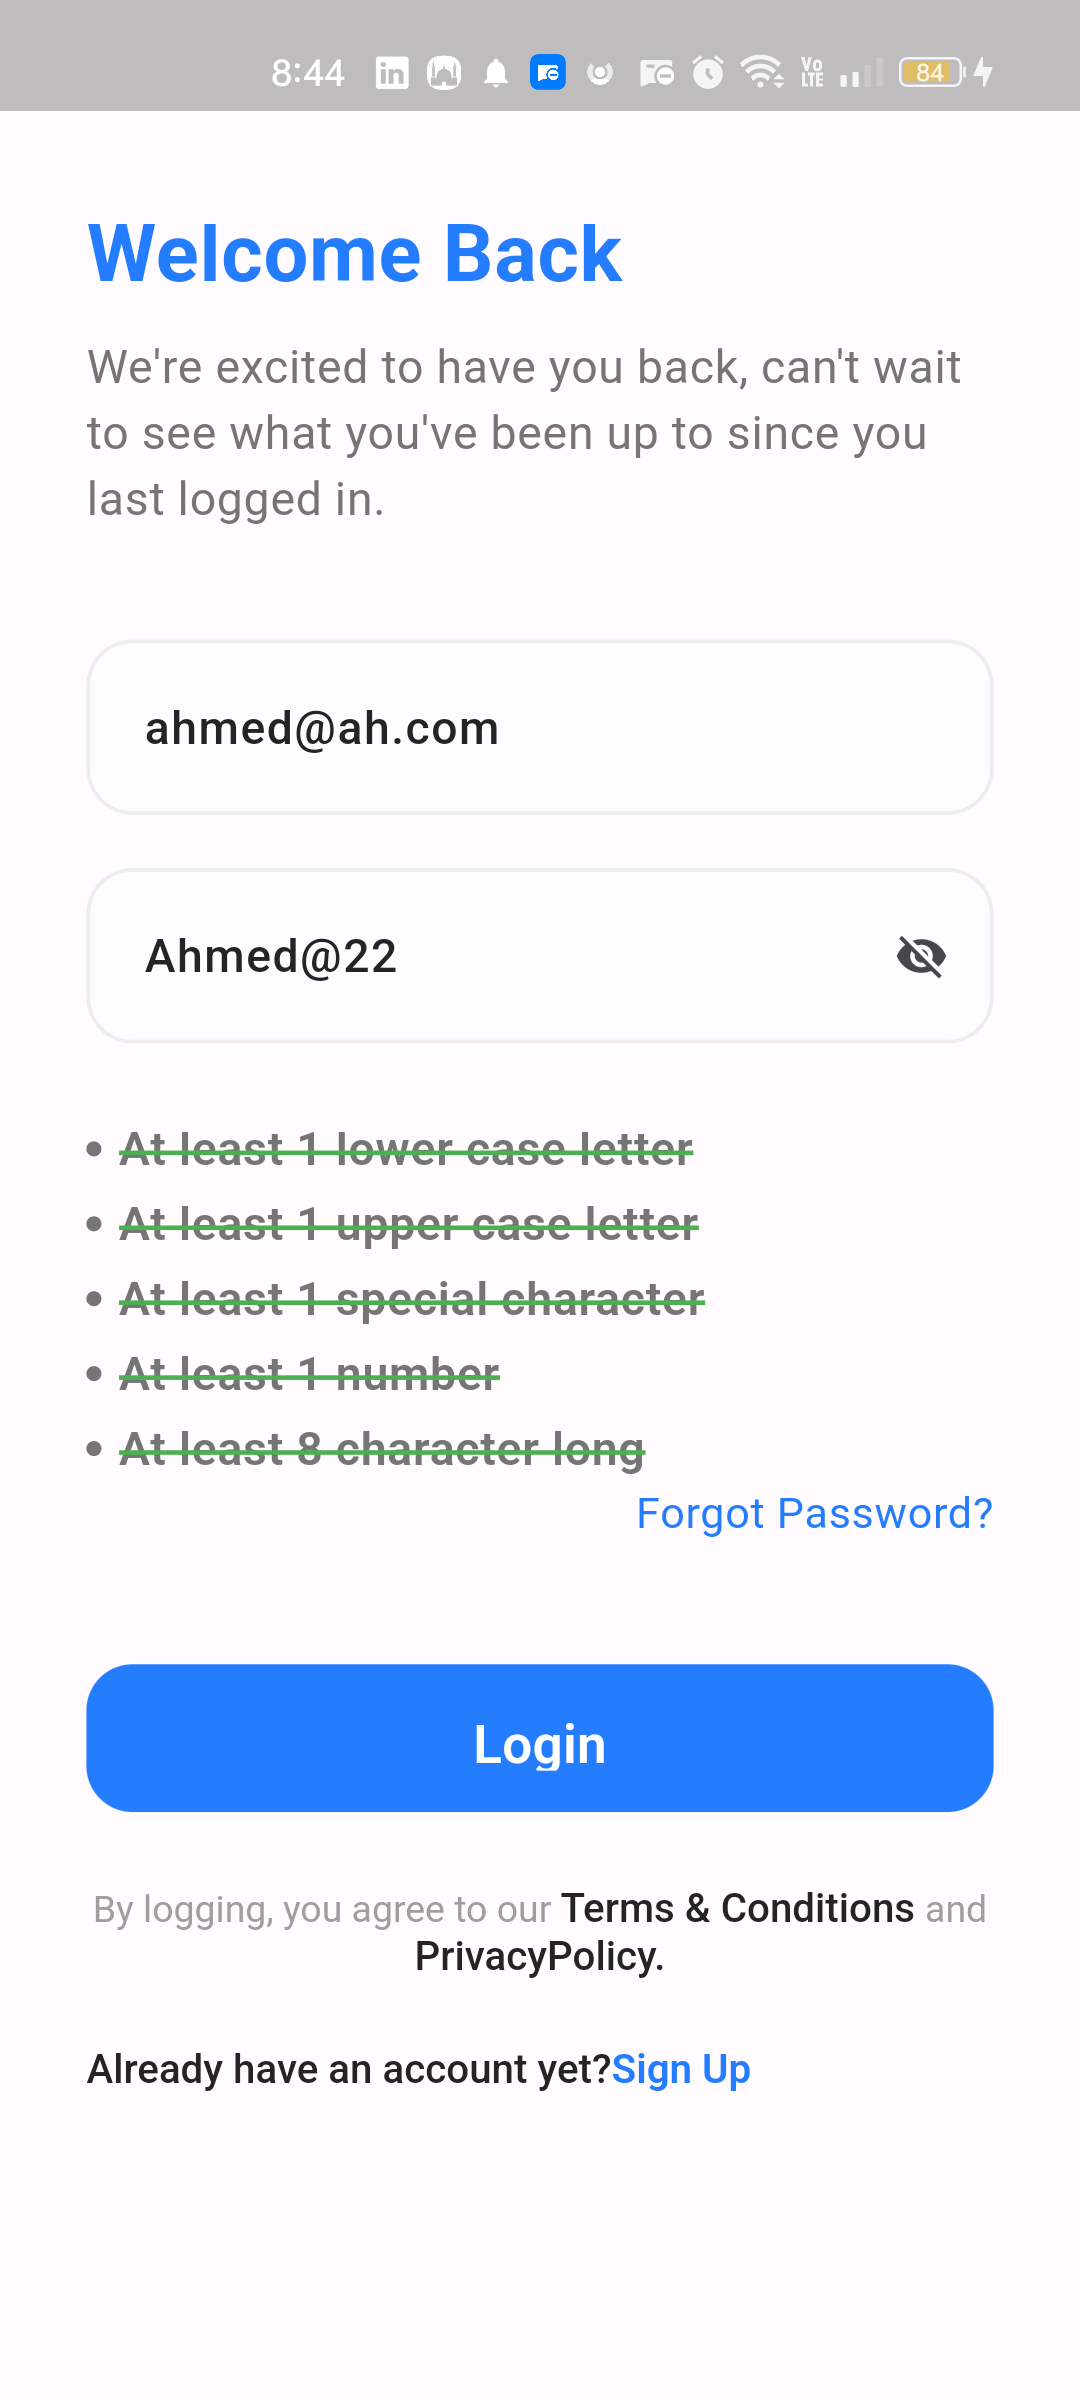 8:44 in Vo LTE 84
Welcome Back
We're excited to have you back, can't wait
to see what you've been up to since you
last logged in.
ahmed@ah.com
Ahmed@22
• At least 1 lower case letter
• At least 1 upper case letter
• At least 1 special character
• At least 1 number
• At least 8 character long
Forgot Password?
Login
By logging, you agree to our Terms & Conditions and
PrivacyPolicy.
Already have an account yet?Sign Up